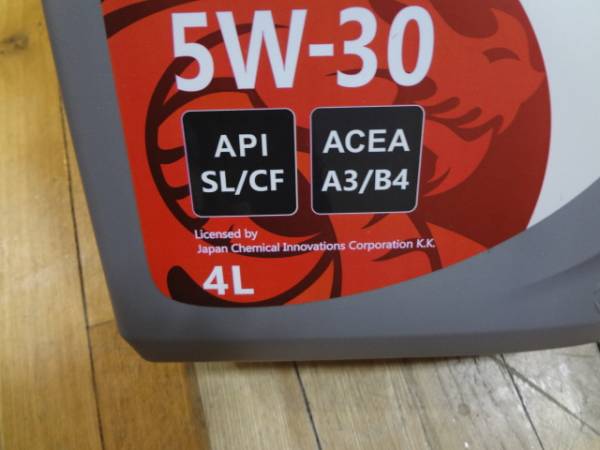 5W-30
API ACEA
SL/CF A3/B4
Licensed by
Japan Chemical Innovations Corporation K.K.
4L